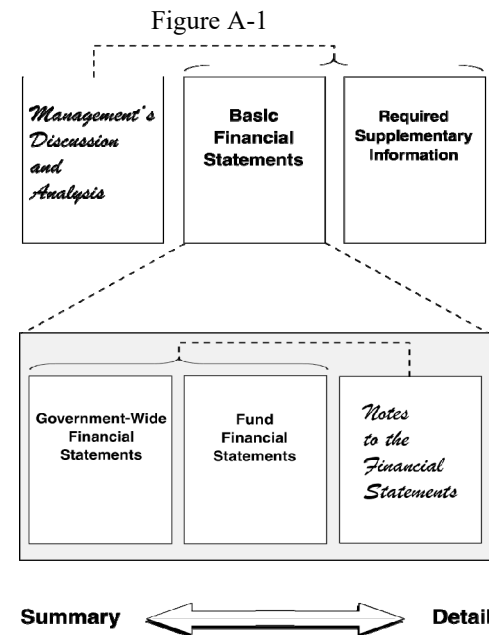 Figure A-1
Management's
Discussion
and
Analysis
Basic
Financial
Statements
Required
Supplementary
Information
Government-Wide
Financial
Statements
Fund
Financial
Statements
Notes
to the
Financial
Statements
Summary
Detail